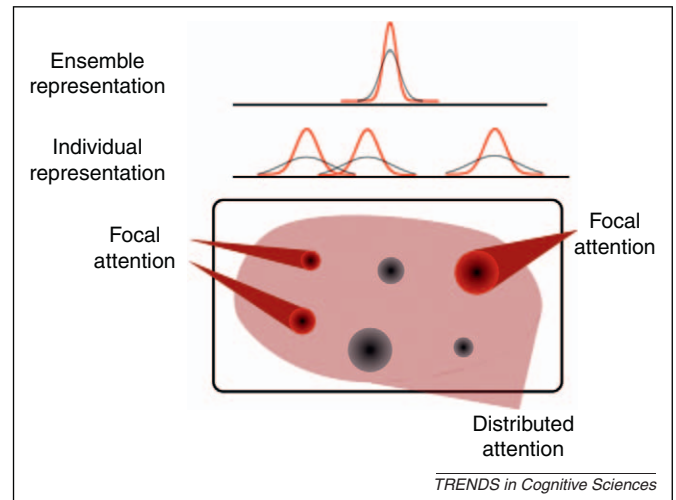 Ensemble
representation
Individual
representation
Focal
attention
Focal
attention
Distributed
attention
TRENDS in Cognitive Sciences